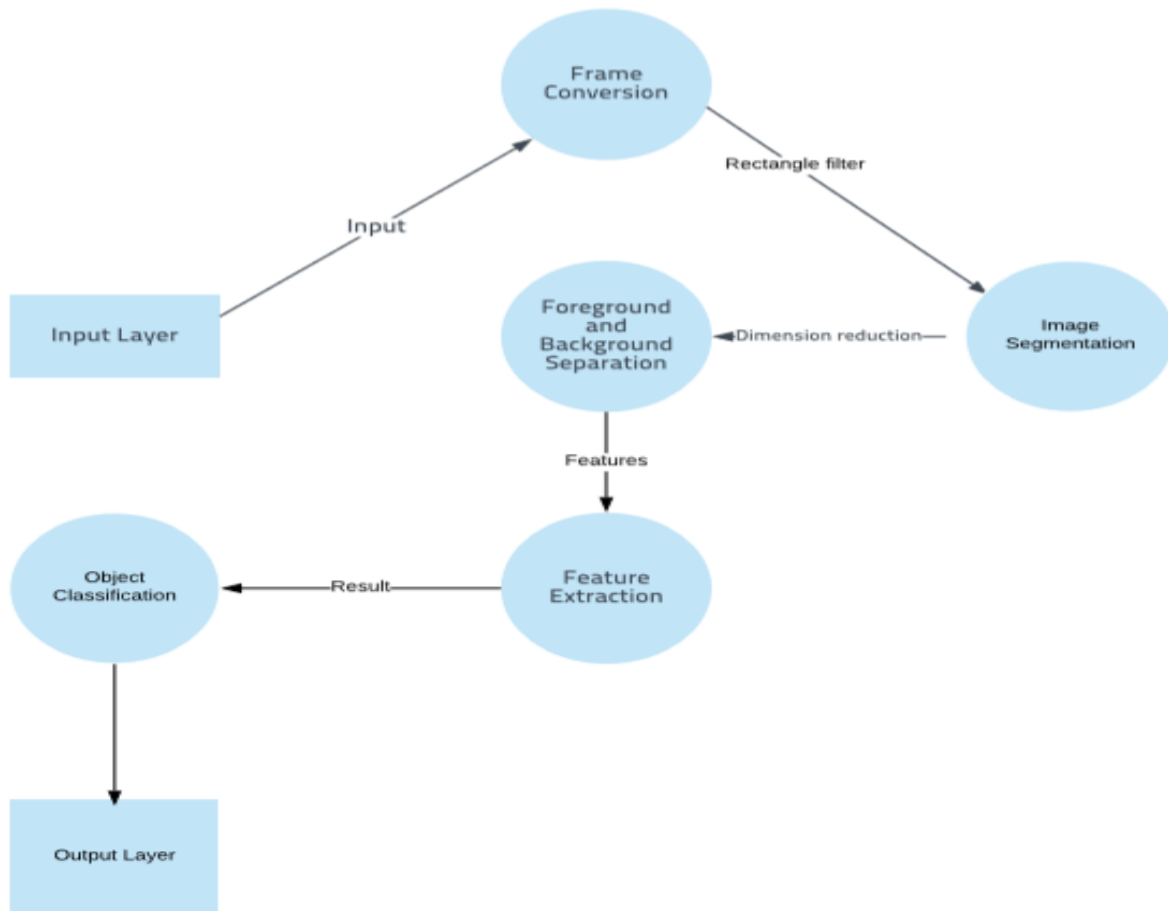 Frame
Conversion
Rectangle filter
Input
Input Layer
Foreground
and
Background
Separation
Dimension reduction
Image
Segmentation
Features
Feature
Extraction
Result
Object
Classification
Output Layer